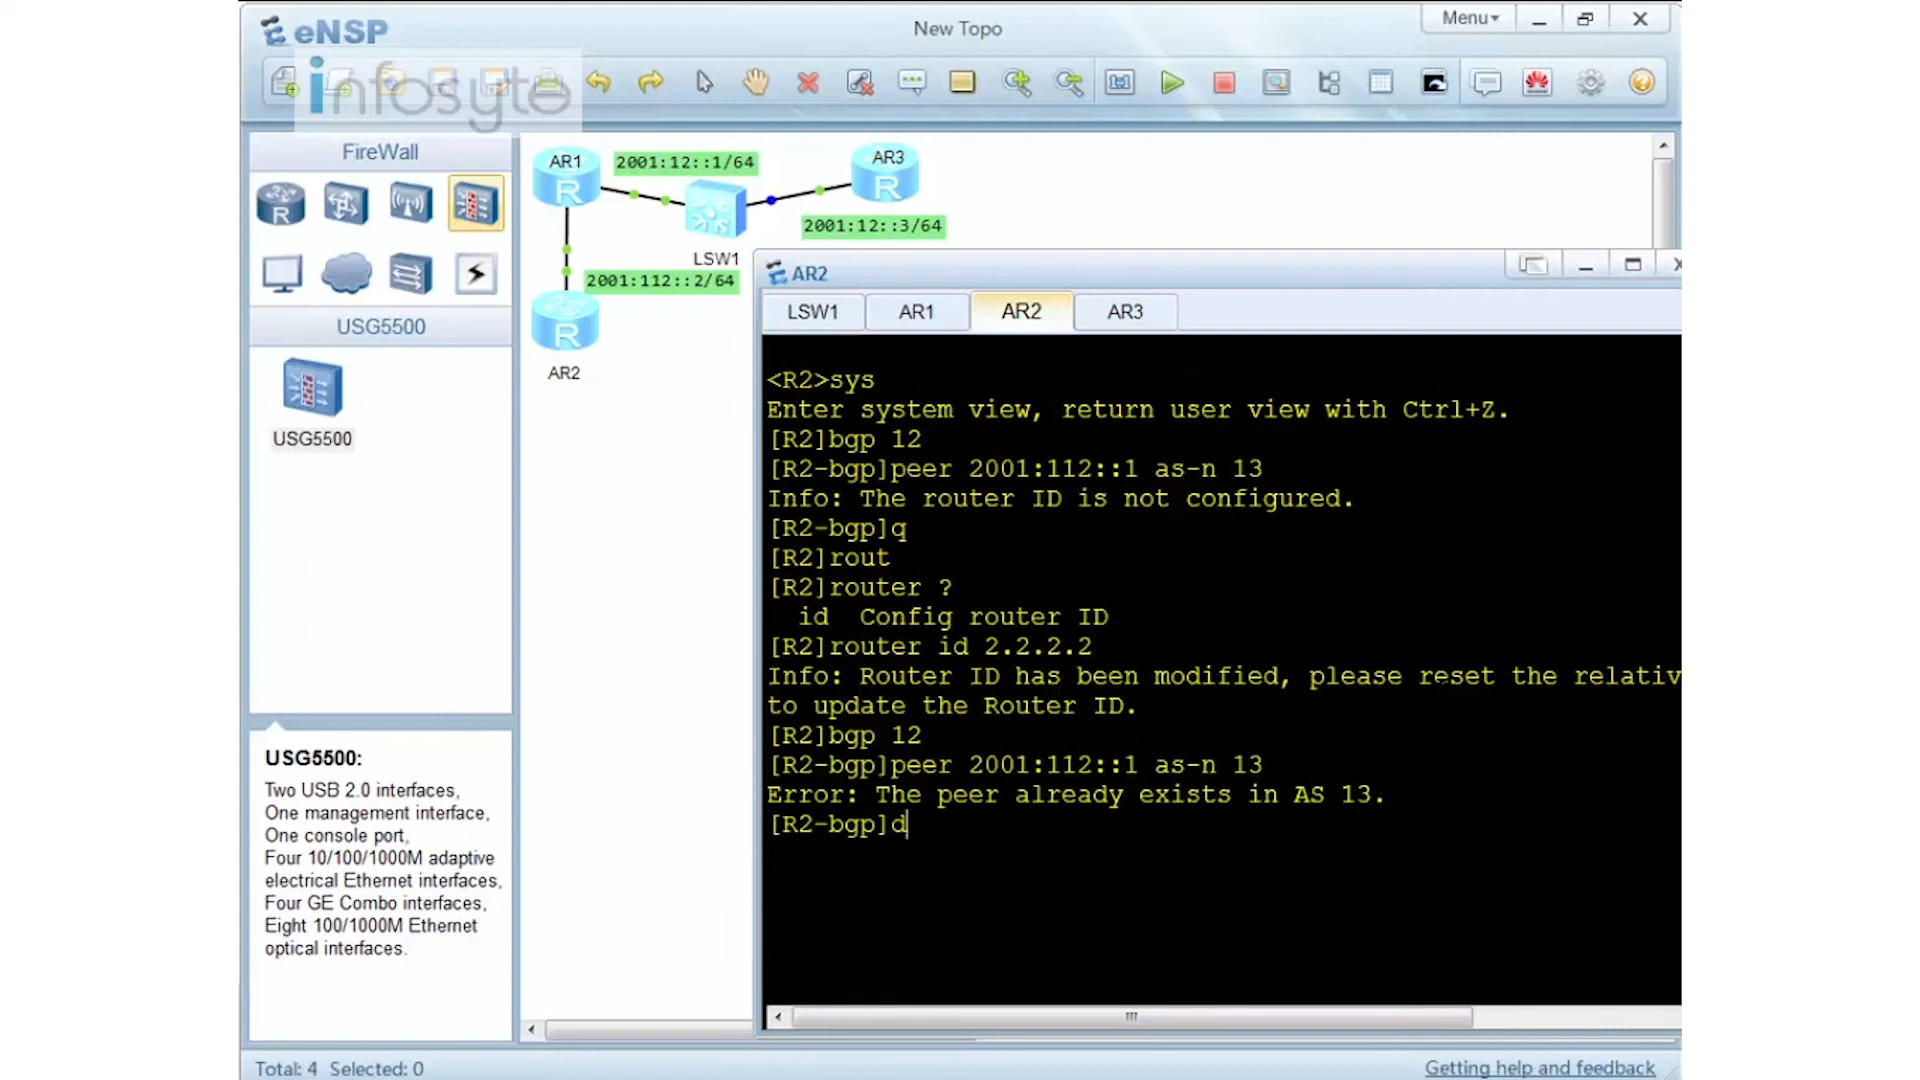 eNSP
New Topo
Menu
infosyte
FireWall
AR1
2001:12::1/64
AR3
R
R
2001:12::3/64
LSW1
2001:112::2/64
R
AR2
R
USG5500
USG5500
USG5500:
Two USB 2.0 interfaces,
One management interface,
One console port,
Four 10/100/1000M adaptive
electrical Ethernet interfaces,
Four GE Combo interfaces,
Eight 100/1000M Ethernet
optical interfaces.
AR2
LSW1 AR1 AR2 AR3
<R2>sys
Enter system view, return user view with Ctrl+Z.
[R2]bgp 12
[R2-bgp]peer 2001:112::1 as-n 13
Info: The router ID is not configured.
[R2-bgp]q
[R2]rout
[R2]router ?
id Config router ID
[R2]router id 2.2.2.2
Info: Router ID has been modified, please reset the relativ
to update the Router ID.
[R2]bgp 12
[R2-bgp]peer 2001:112::1 as-n 13
Error: The peer already exists in AS 13.
[R2-bgp]d
Total: 4 Selected: 0
Getting help and feedback